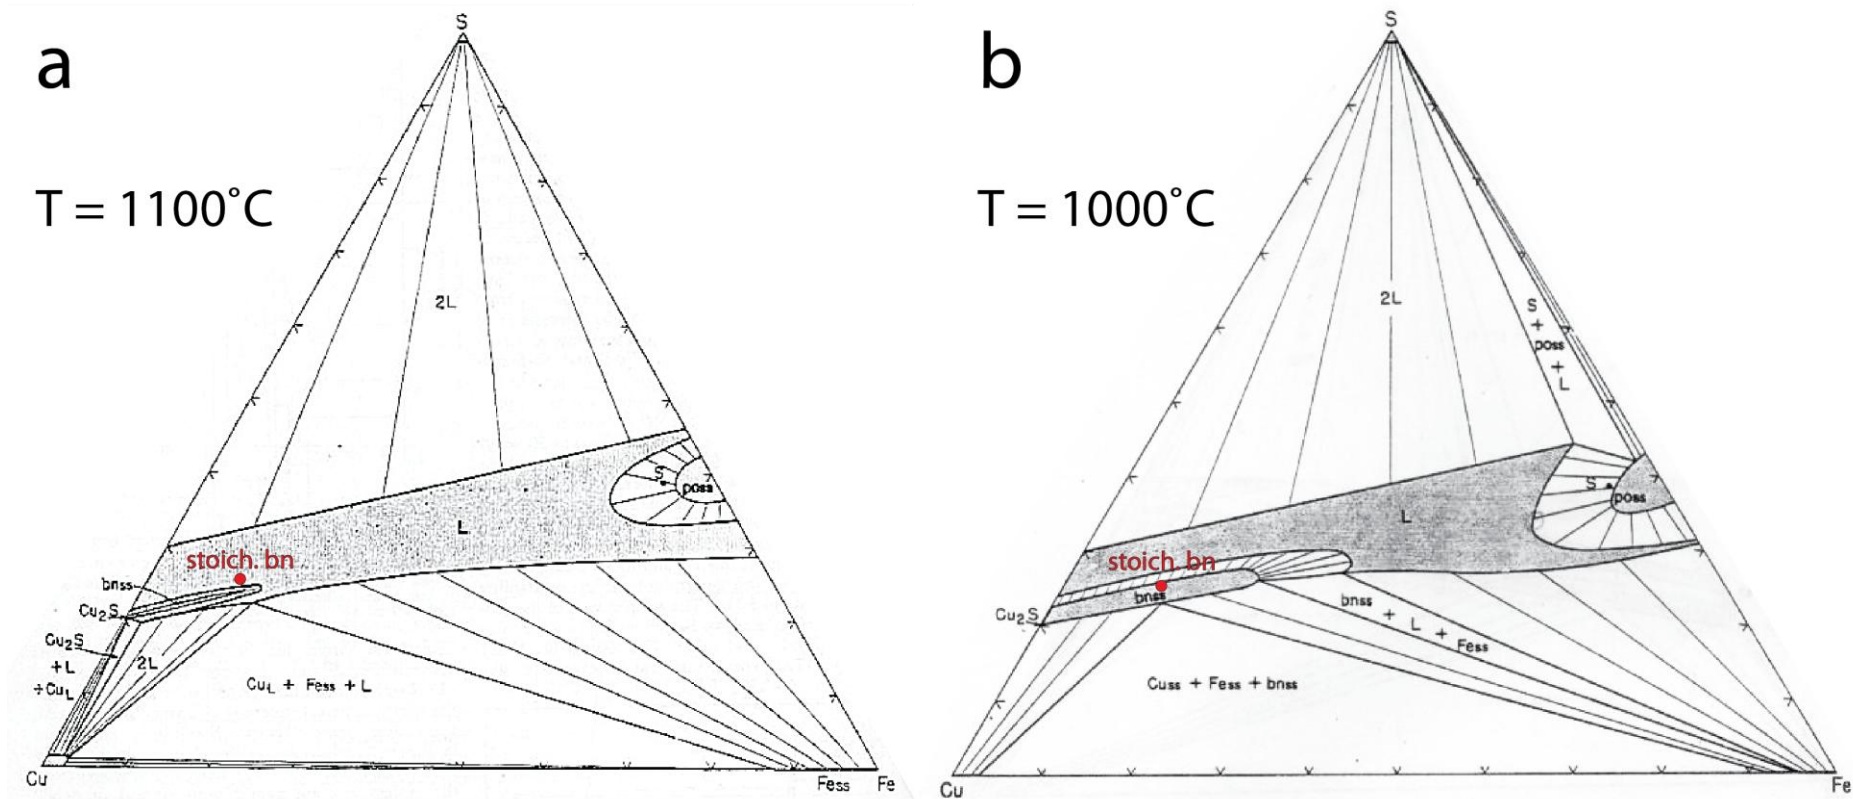 a
T = 1100˚C
S
2L
S
poss
L
stoich. bn
bnss
Cu₂S
Cu₂S
+L
÷CuL
2L
CuL + Fess + L
Cu
Fess
Fe
b
T = 1000˚C
S
2L
S
+
poss
+
L
S
poss
L
stoich. bn
bnss
Cu₂S
bnss
+
L
+
Fess
Cuss + Fess + bnss
Cu
Fe